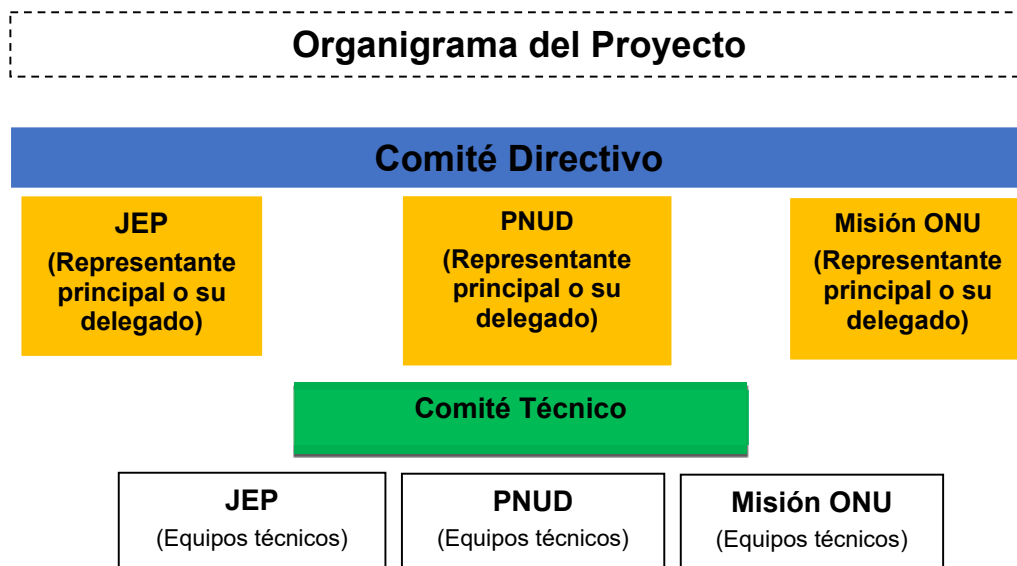 Organigrama del Proyecto
Comité Directivo
JEP
(Representante
principal o su
delegado)
PNUD
(Representante
principal o su
delegado)
Misión ONU
(Representante
principal o su
delegado)
Comité Técnico
JEP
(Equipos técnicos)
PNUD
(Equipos técnicos)
Misión ONU
(Equipos técnicos)